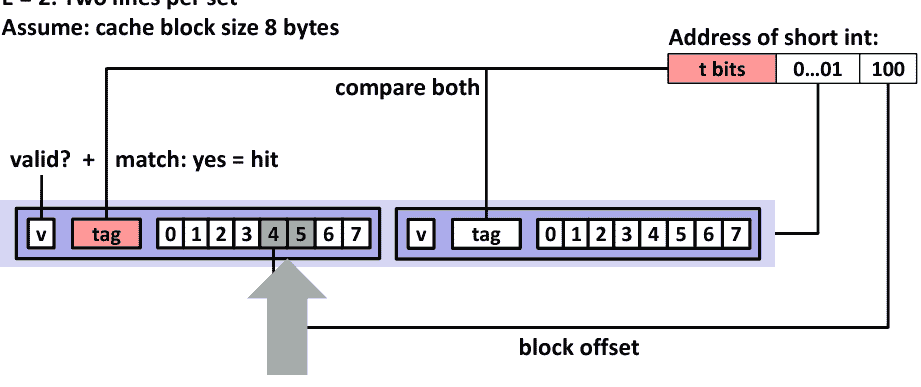 Assume: cache block size 8 bytes
Address of short int:
t bits 0...01 100
compare both
valid? + match: yes = hit
v tag 0 1 2 3 4 5 6 7 v tag 0 1 2 3 4 5 6 7
block offset